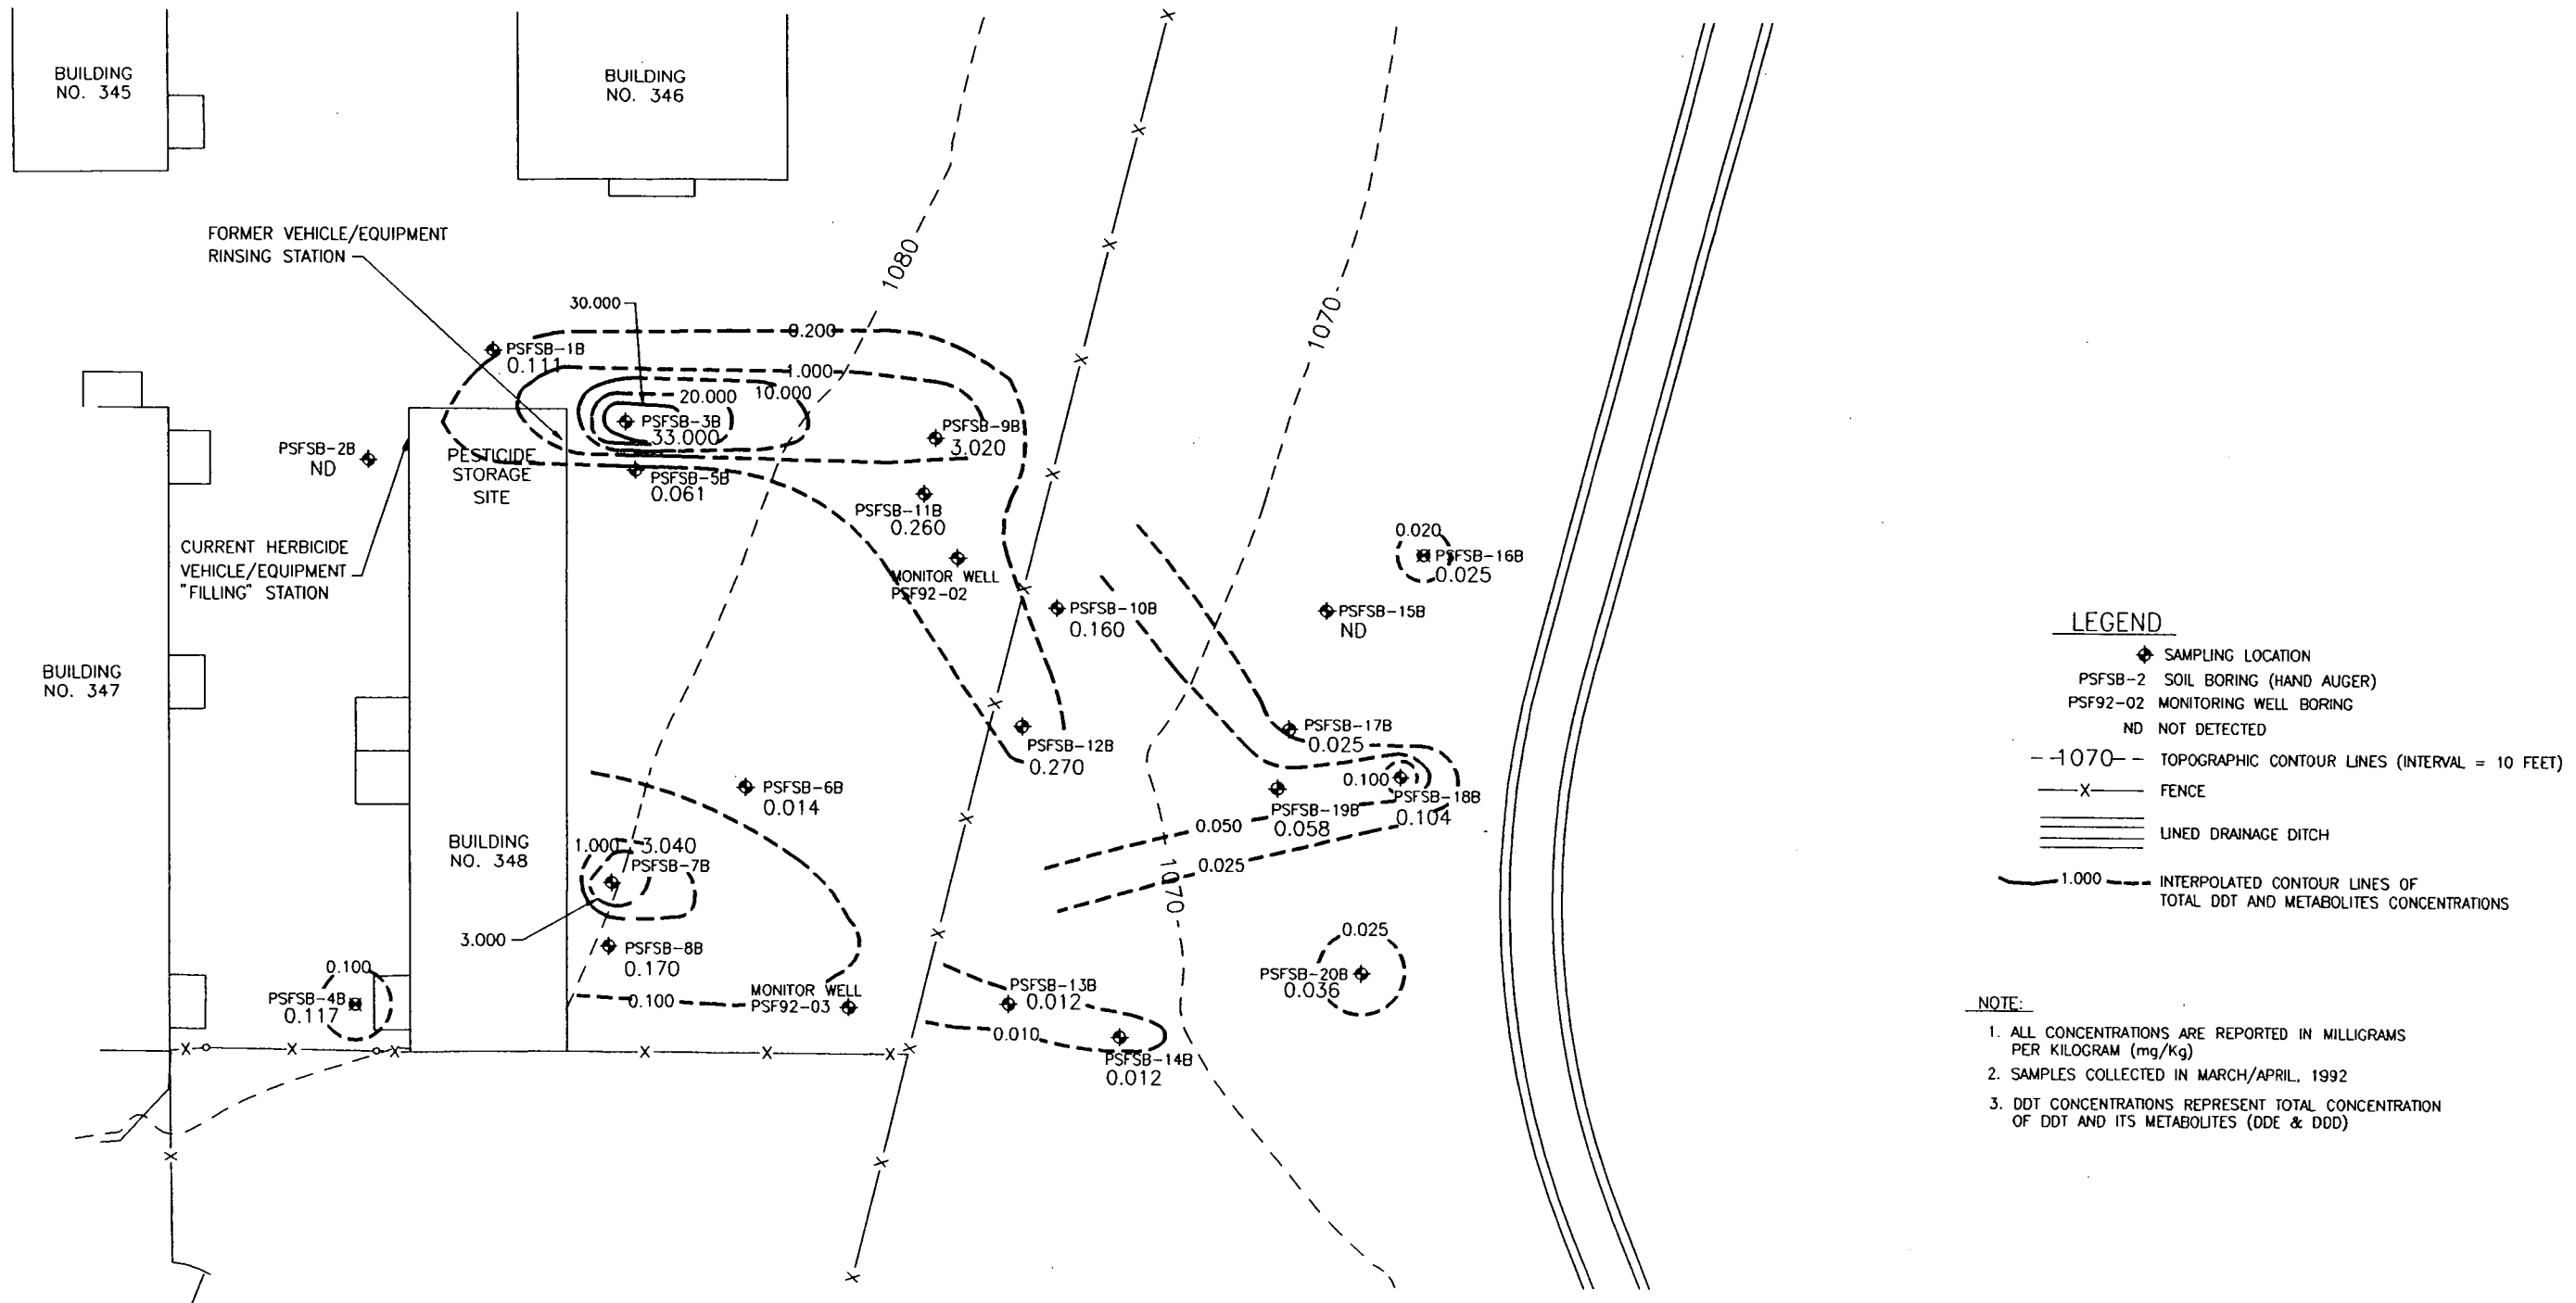 BUILDING
NO. 345
BUILDING
NO. 346
FORMER VEHICLE/EQUIPMENT
RINSING STATION
1080
1070
30.000
0.200
PSFSB-1B
0.111
1.000
20.000
10.000
PSFSB-3B
33.000
PSFSB-9B
3.020
PSFSB-2B
ND
PESTICIDE
STORAGE
SITE
PSFSB-5B
0.061
PSFSB-11B
0.260
CURRENT HERBICIDE
VEHICLE/EQUIPMENT
"FILLING" STATION
MONITOR WELL
PSF92-02
0.020
PSFSB-16B
0.025
PSFSB-10B
0.160
PSFSB-15B
ND
BUILDING
NO. 347
PSFSB-17B
0.025
PSFSB-12B
0.270
0.100
PSFSB-18B
0.104
PSFSB-6B
0.014
PSFSB-19B
0.058
0.050
0.025
BUILDING
NO. 348
1.000
3.040
PSFSB-7B
3.000
1070
PSFSB-8B
0.170
0.025
PSFSB-20B
0.036
0.100
PSFSB-4B
0.117
0.100
MONITOR WELL
PSF92-03
PSFSB-13B
0.012
0.010
PSFSB-14B
0.012
X X X X X X X X X X X X X X X X X X X
LEGEND
SAMPLING LOCATION
PSFSB-2 SOIL BORING (HAND AUGER)
PSF92-02 MONITORING WELL BORING
ND NOT DETECTED
1070 TOPOGRAPHIC CONTOUR LINES (INTERVAL = 10 FEET)
X FENCE
LINED DRAINAGE DITCH
1.000 INTERPOLATED CONTOUR LINES OF
TOTAL DDT AND METABOLITES CONCENTRATIONS
NOTE:
1. ALL CONCENTRATIONS ARE REPORTED IN MILLIGRAMS
PER KILOGRAM (mg/Kg)
2. SAMPLES COLLECTED IN MARCH/APRIL, 1992
3. DDT CONCENTRATIONS REPRESENT TOTAL CONCENTRATION
OF DDT AND ITS METABOLITES (DDE & DDD)